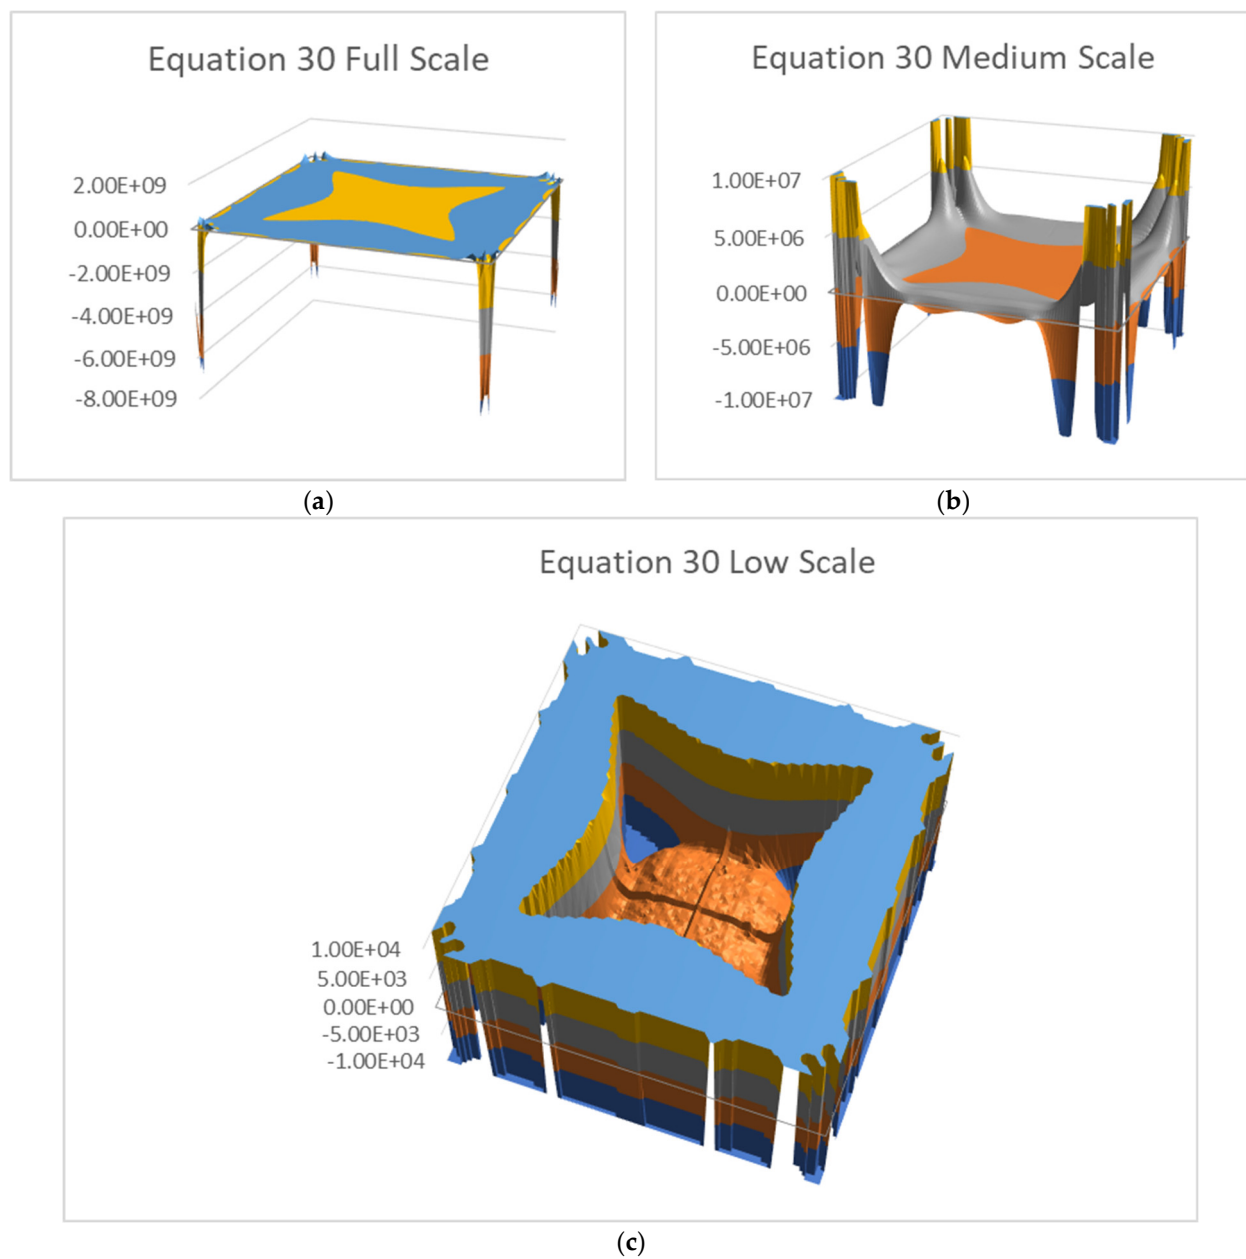 Equation 30 Full Scale
2.00E+09
0.00E+00
-2.00E+09
-4.00E+09
-6.00E+09
-8.00E+09
(a)
Equation 30 Medium Scale
1.00E+07
5.00E+06
0.00E+00
-5.00E+06
-1.00E+07
(b)
Equation 30 Low Scale
1.00E+04
5.00E+03
0.00E+00
-5.00E+03
-1.00E+04
(c)